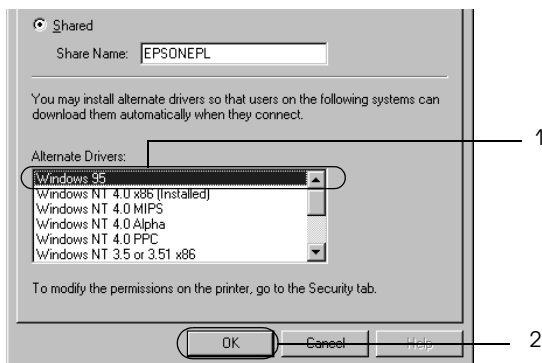 Shared
Share Name: EPSONEPL
You may install alternate drivers so that users on the following systems can
download them automatically when they connect.
Alternate Drivers:
1
Windows 95
Windows NT 4.0 x86 (Installed)
Windows NT 4.0 MIPS
Windows NT 4.0 Alpha
Windows NT 4.0 PPC
Windows NT 3.5 or 3.51 x86
To modify the permissions on the printer, go to the Security tab.
OK Cancel Help 2